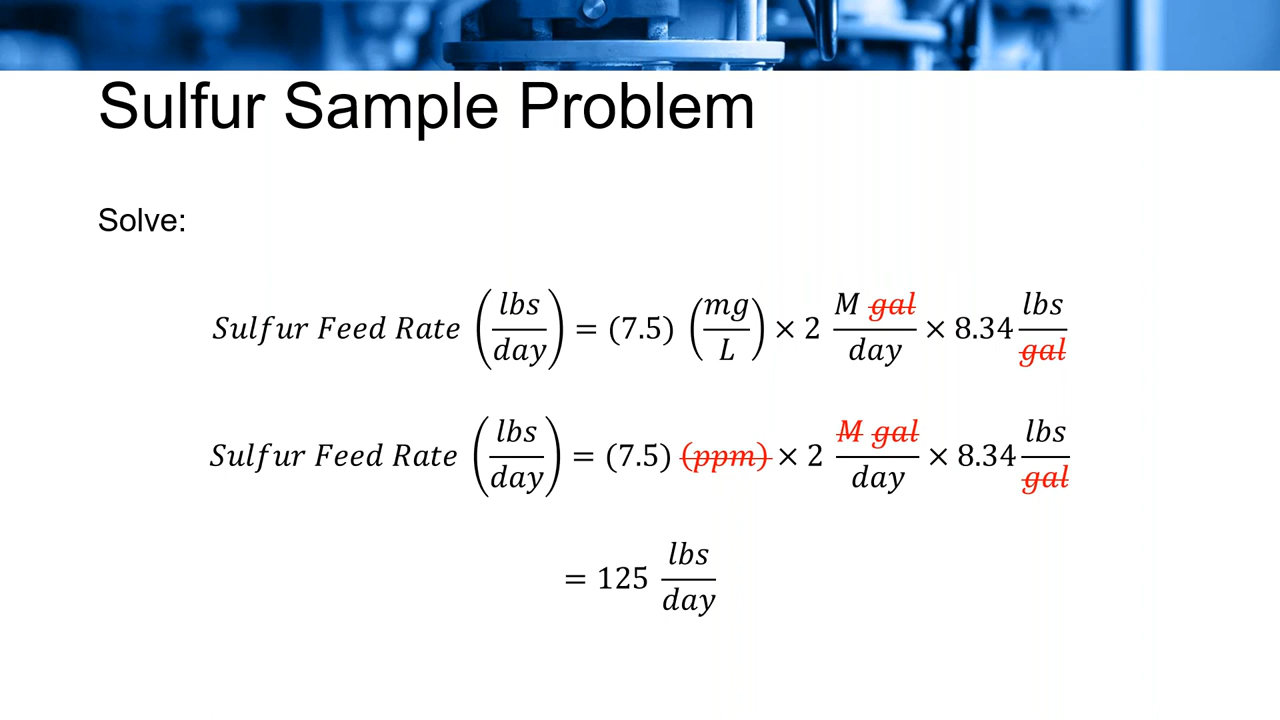 Sulfur Sample Problem
Solve:
Sulfur Feed Rate (lbs/day) = (7.5) (mg/L) × 2 M gal/day × 8.34 lbs/gal
Sulfur Feed Rate (lbs/day) = (7.5) (ppm) × 2 M gal/day × 8.34 lbs/gal
= 125 lbs/day